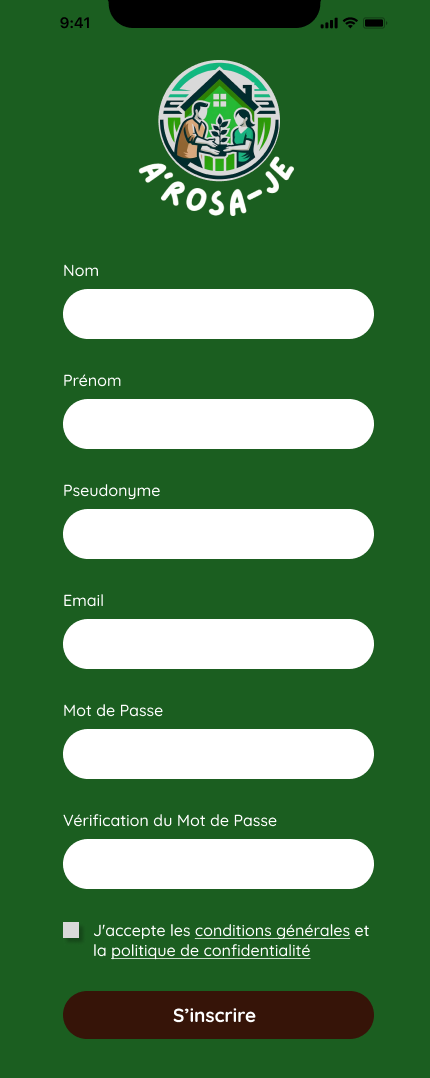 9:41
A'ROSA-JE
Nom
Prénom
Pseudonyme
Email
Mot de Passe
Vérification du Mot de Passe
J'accepte les conditions générales et
la politique de confidentialité
S’inscrire